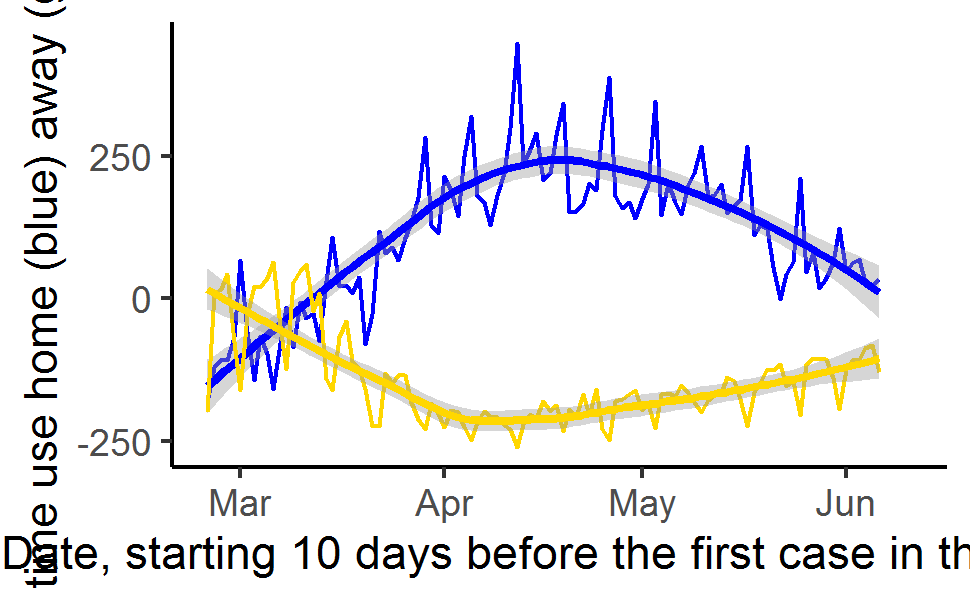 time use home (blue) away (
250
0
-250
Mar Apr May Jun
Date, starting 10 days before the first case in th